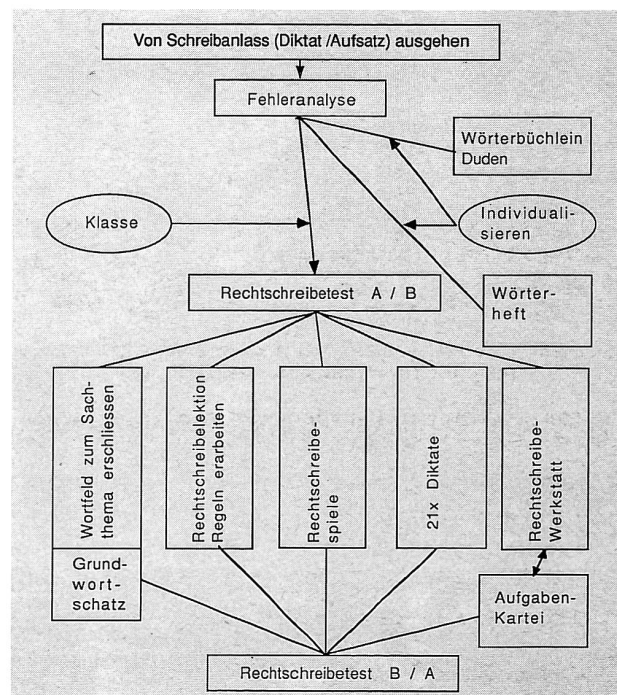 Von Schreibanlass (Diktat /Aufsatz) ausgehen
Fehleranalyse
Wörterbüchlein
Duden
Klasse
Individuali-
sieren
Rechtschreibetest A / B
Wörter-
heft
Wortfeld zum Sach-
thema erschliessen
Rechtschreibelektion
Regeln erarbeiten
Rechtschreibe-
spiele
21x Diktate
Rechtschreibe-
Werkstatt
Grund-
wort-
schatz
Aufgaben-
Kartei
Rechtschreibetest B / A